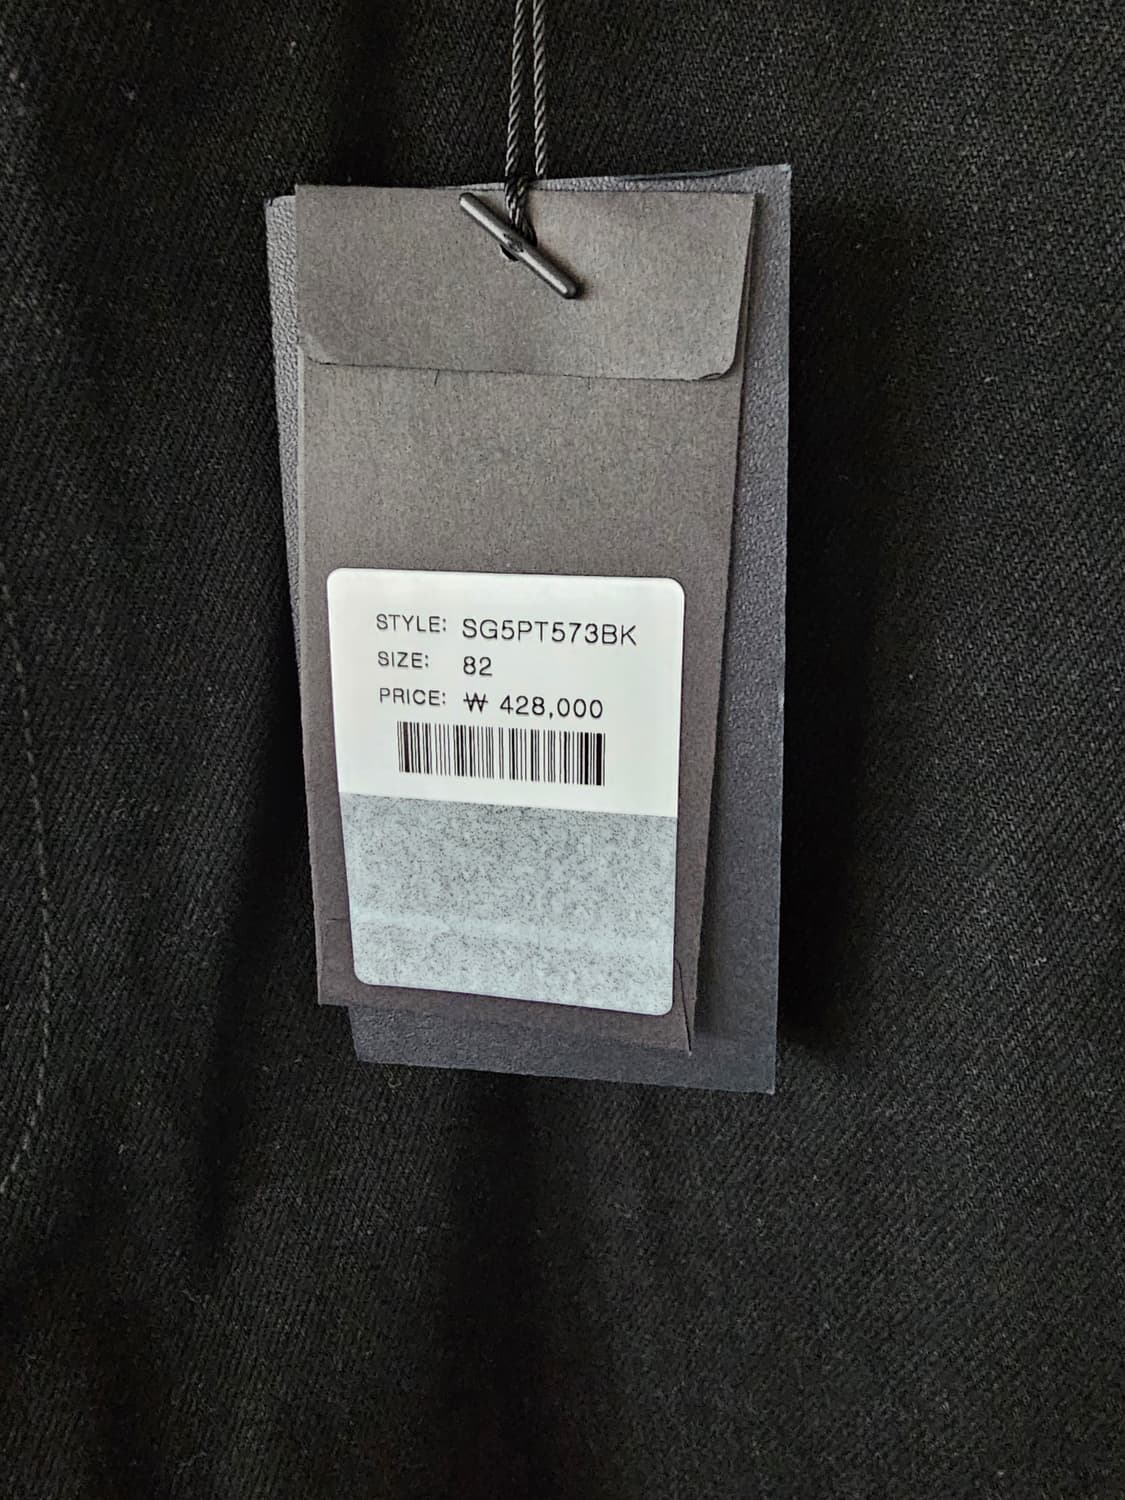 STYLE: SG5PT573BK
SIZE: 82
PRICE: ₩ 428,000